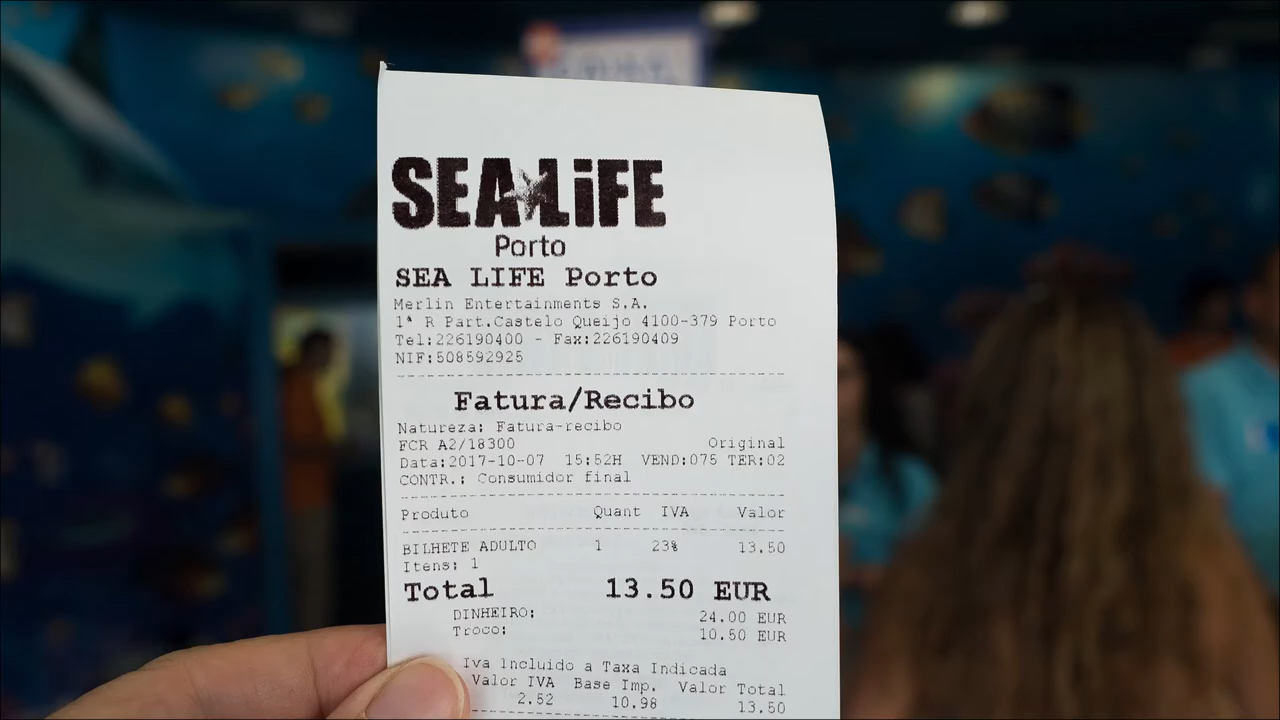 SEA LiFE
Porto
SEA LIFE Porto
Merlin Entertainments S.A.
1ª R Part.Castelo Queijo 4100-379 Porto
Tel:226190400 - Fax:226190409
NIF:508592925
Fatura/Recibo
Natureza: Fatura-recibo
FCR A2/18300 Original
Data:2017-10-07 15:52H VEND:075 TER:02
CONTR.: Consumidor final
Produto Quant IVA Valor
BILHETE ADULTO 1 23% 13.50
Itens: 1
Total 13.50 EUR
DINHEIRO: 24.00 EUR
Troco: 10.50 EUR
Iva Incluido a Taxa Indicada
Valor IVA Base Imp. Valor Total
2.52 10.98 13.50